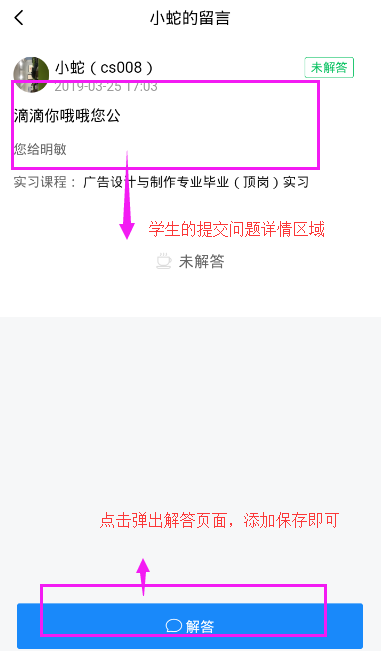 小蛇的留言
小蛇（cs008）
未解答
2019-03-25 17:03
滴滴你哦哦您公
您给明敏
实习课程： 广告设计与制作专业毕业（顶岗）实习
学生的提交问题详情区域
未解答
点击弹出解答页面，添加保存即可
解答